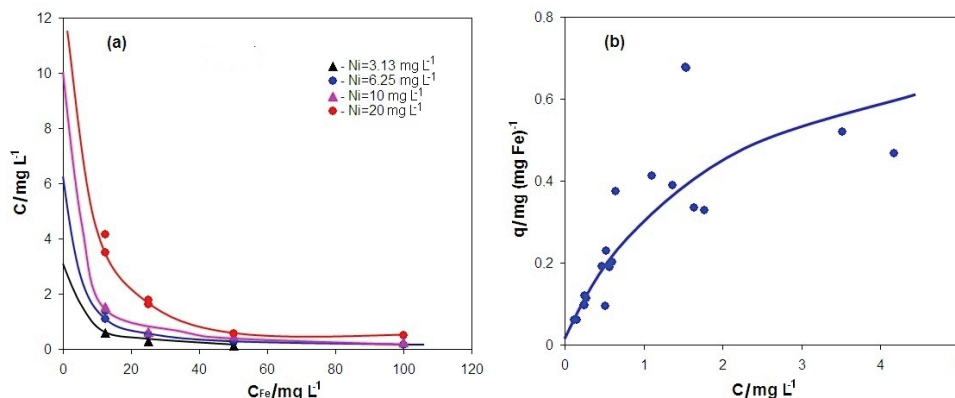 (a)
- Ni=3.13 mg L-1
- Ni=6.25 mg L-1
- Ni=10 mg L-1
- Ni=20 mg L-1
C/mg L-1
12
10
8
6
4
2
0
0 20 40 60 80 100 120
CFe/mg L-1
(b)
q/mg (mg Fe)-1
0.8
0.6
0.4
0.2
0
0 1 2 3 4 5
C/mg L-1